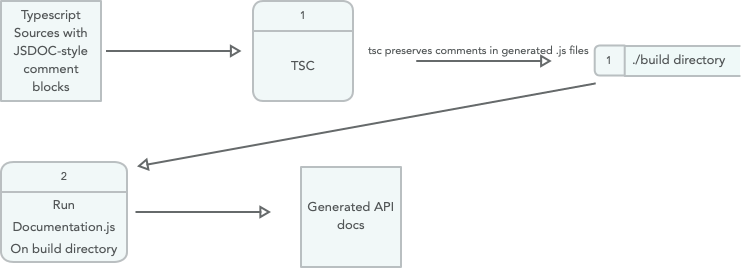 Typescript
Sources with
JSDOC-style
comment
blocks
1
TSC
tsc preserves comments in generated .js files
1
./build directory
2
Run
Documentation.js
On build directory
Generated API
docs